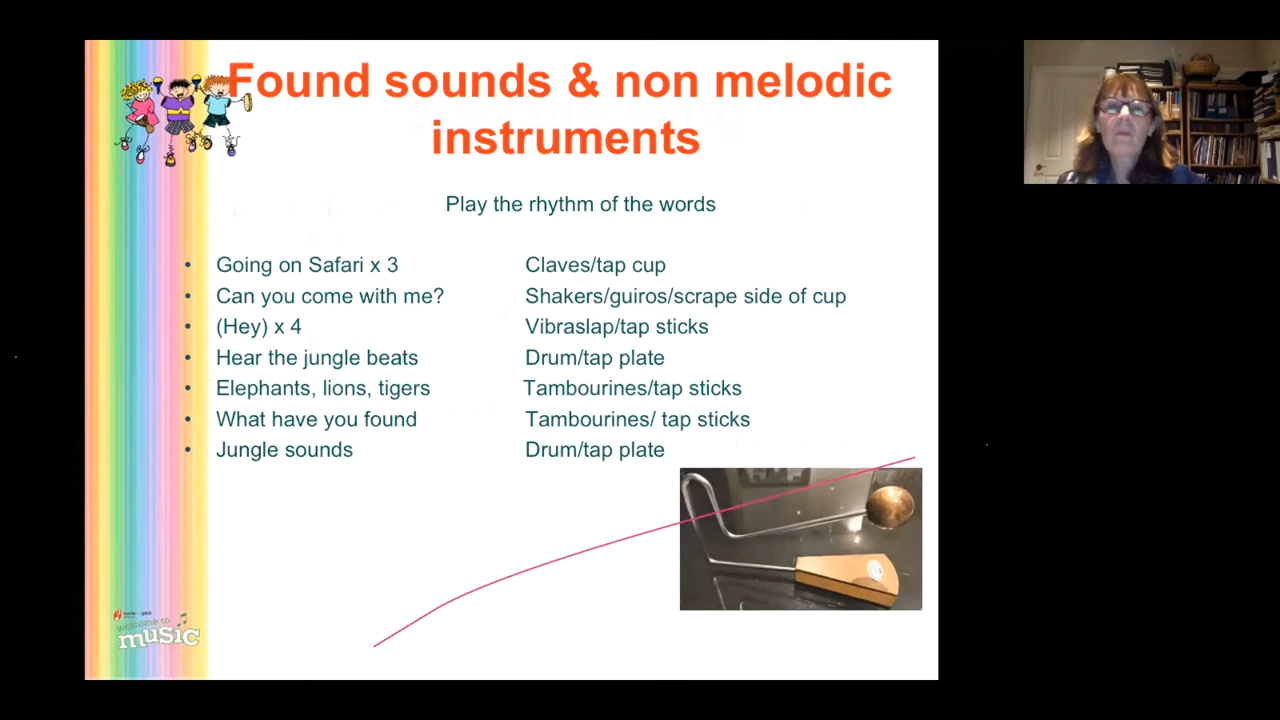 Found sounds & non melodic
instruments
Play the rhythm of the words
• Going on Safari x 3 Claves/tap cup
• Can you come with me? Shakers/guiros/scrape side of cup
• (Hey) x 4 Vibraslap/tap sticks
• Hear the jungle beats Drum/tap plate
• Elephants, lions, tigers Tambourines/tap sticks
• What have you found Tambourines/ tap sticks
• Jungle sounds Drum/tap plate
welcome to
music